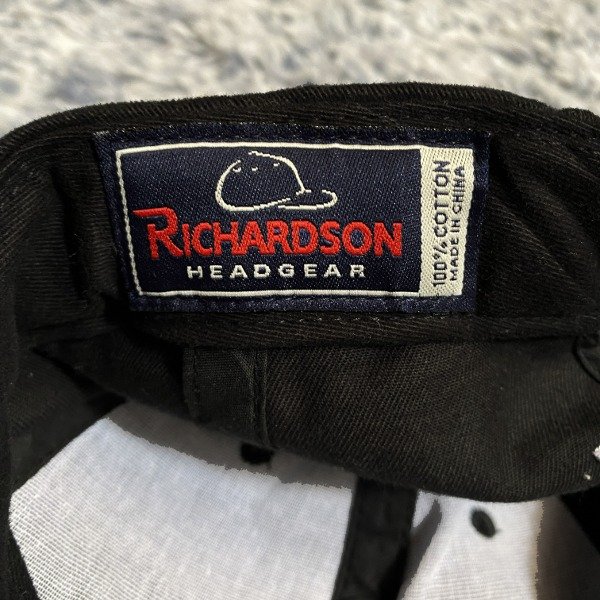 RICHARDSON
HEADGEAR
100% COTTON
MADE IN CHINA